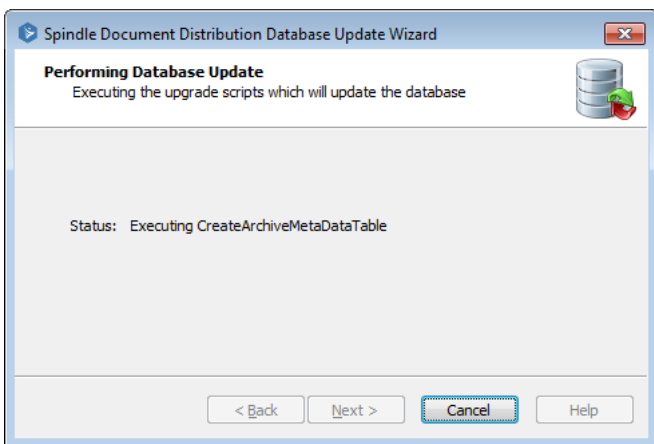 Spindle Document Distribution Database Update Wizard
Performing Database Update
Executing the upgrade scripts which will update the database
Status: Executing CreateArchiveMetaDataTable
< Back Next > Cancel Help